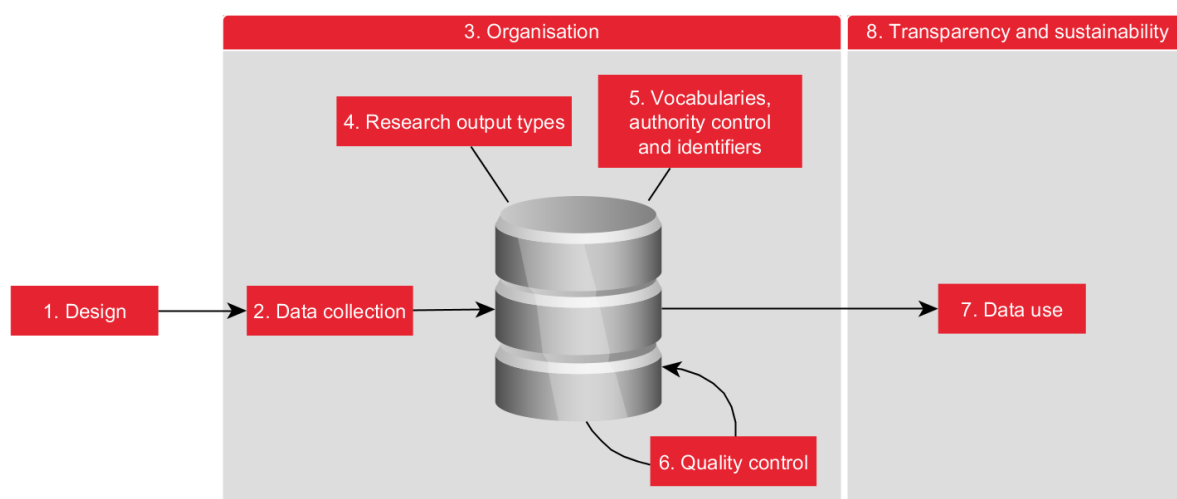 3. Organisation
8. Transparency and sustainability
4. Research output types
5. Vocabularies,
authority control
and identifiers
1. Design
2. Data collection
7. Data use
6. Quality control